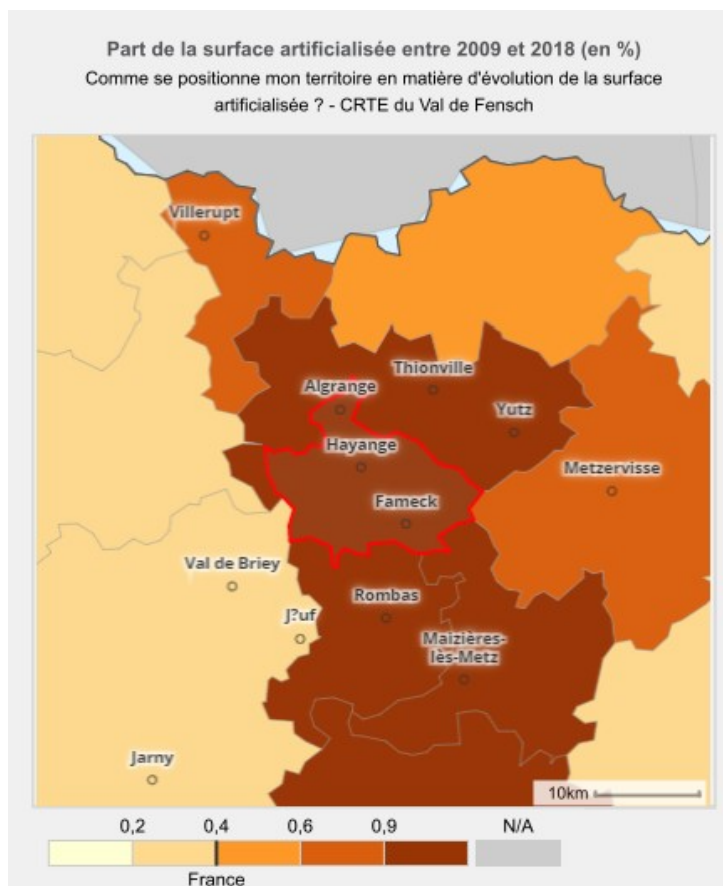 Part de la surface artificialisée entre 2009 et 2018 (en %)
Comme se positionne mon territoire en matière d'évolution de la surface
artificialisée ? - CRTE du Val de Fensch
Villerupt
Thionville
Algrange
Yutz
Hayange
Metzervisse
Fameck
Val de Briey
Rombas
J?uf
Maizières-
lès-Metz
Jarny
10km
0,2 0,4 0,6 0,9 N/A
France